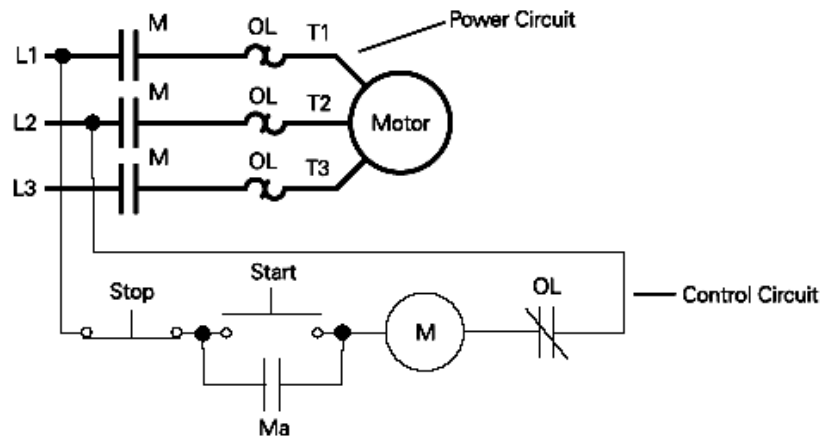 M OL T1 Power Circuit
L1
M OL T2
L2 Motor
M OL T3
L3
Start
Stop OL Control Circuit
M
Ma